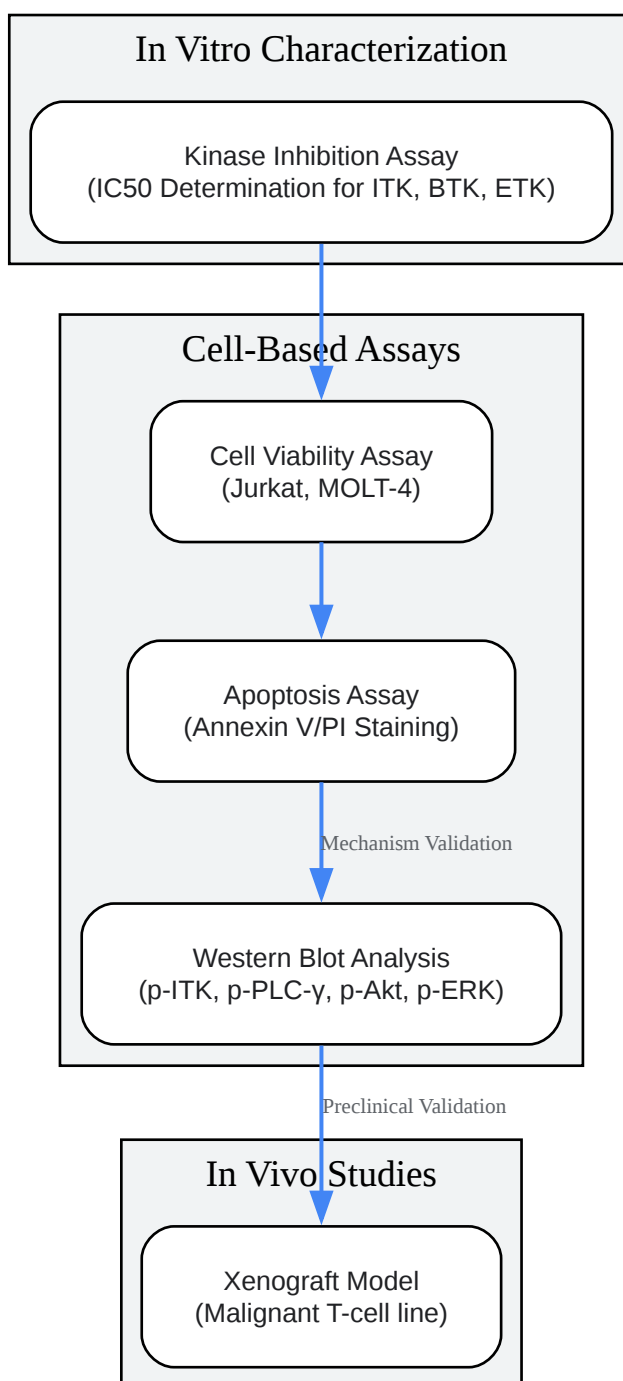 In Vitro Characterization
Kinase Inhibition Assay
(IC50 Determination for ITK, BTK, ETK)
Cell-Based Assays
Cell Viability Assay
(Jurkat, MOLT-4)
Apoptosis Assay
(Annexin V/PI Staining)
Mechanism Validation
Western Blot Analysis
(p-ITK, p-PLC-γ, p-Akt, p-ERK)
Preclinical Validation
In Vivo Studies
Xenograft Model
(Malignant T-cell line)